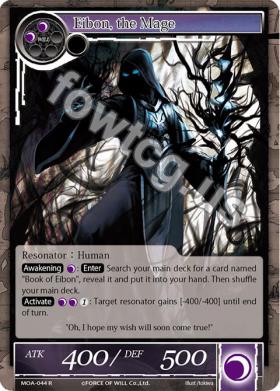 Eibon, the Mage
WILL
fowtcg.us
Resonator : Human
Awakening : Enter Search your main deck for a card named
"Book of Eibon", reveal it and put it into your hand. Then shuffle
your main deck.
Activate 1 : Target resonator gains [-400/-400] until end
of turn.
"Oh, I hope my wish will soon come true!"
ATK 400/ DEF 500
MOA-044 R ©FORCE OF WILL Co.,Ltd. Illust /tokiwa